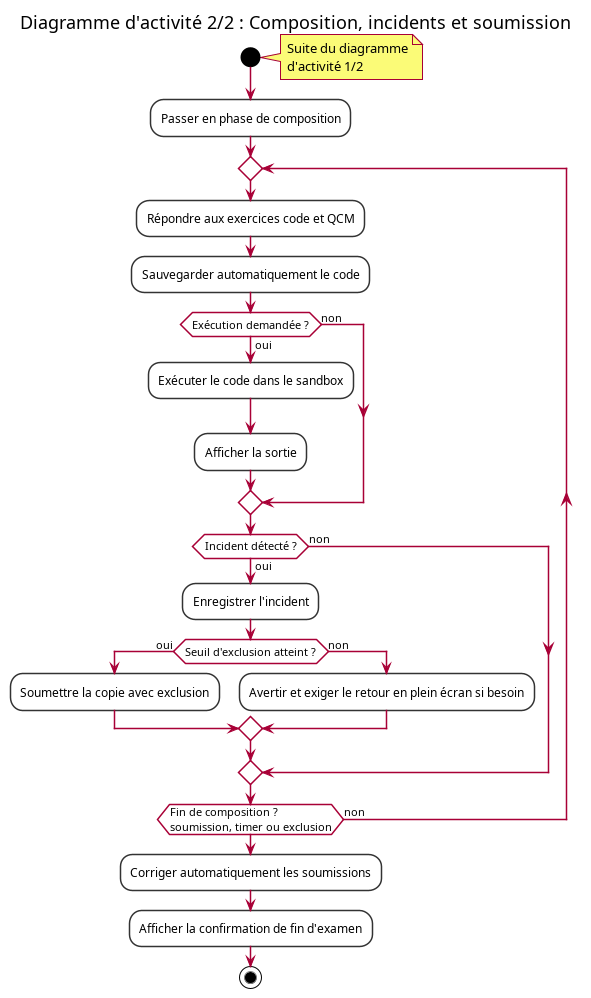 Diagramme d'activité 2/2 : Composition, incidents et soumission
Suite du diagramme
d'activité 1/2
Passer en phase de composition
Répondre aux exercices code et QCM
Sauvegarder automatiquement le code
Exécution demandée ?
non
oui
Exécuter le code dans le sandbox
Afficher la sortie
Incident détecté ?
non
oui
Enregistrer l'incident
oui
Seuil d'exclusion atteint ?
non
Soumettre la copie avec exclusion
Avertir et exiger le retour en plein écran si besoin
Fin de composition ?
soumission, timer ou exclusion
non
Corriger automatiquement les soumissions
Afficher la confirmation de fin d'examen